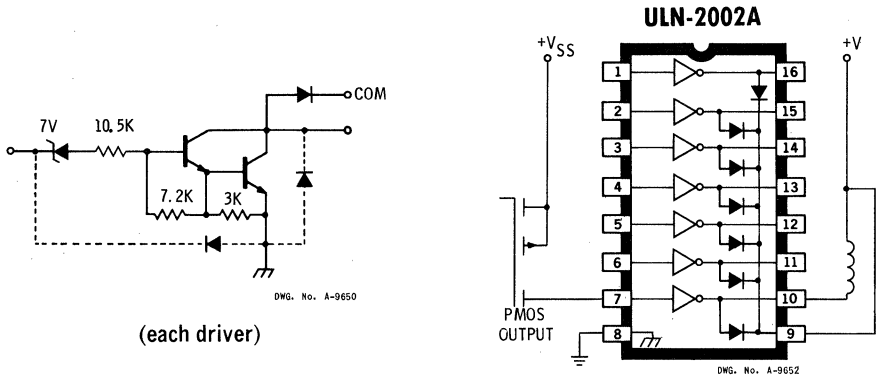 ULN-2002A
+VSS
+V
7V
10.5K
COM
7.2K
3K
DWG. No. A-9650
(each driver)
1
2
3
4
5
6
7
8
16
15
14
13
12
11
10
9
PMOS
OUTPUT
DWG. No. A-9652